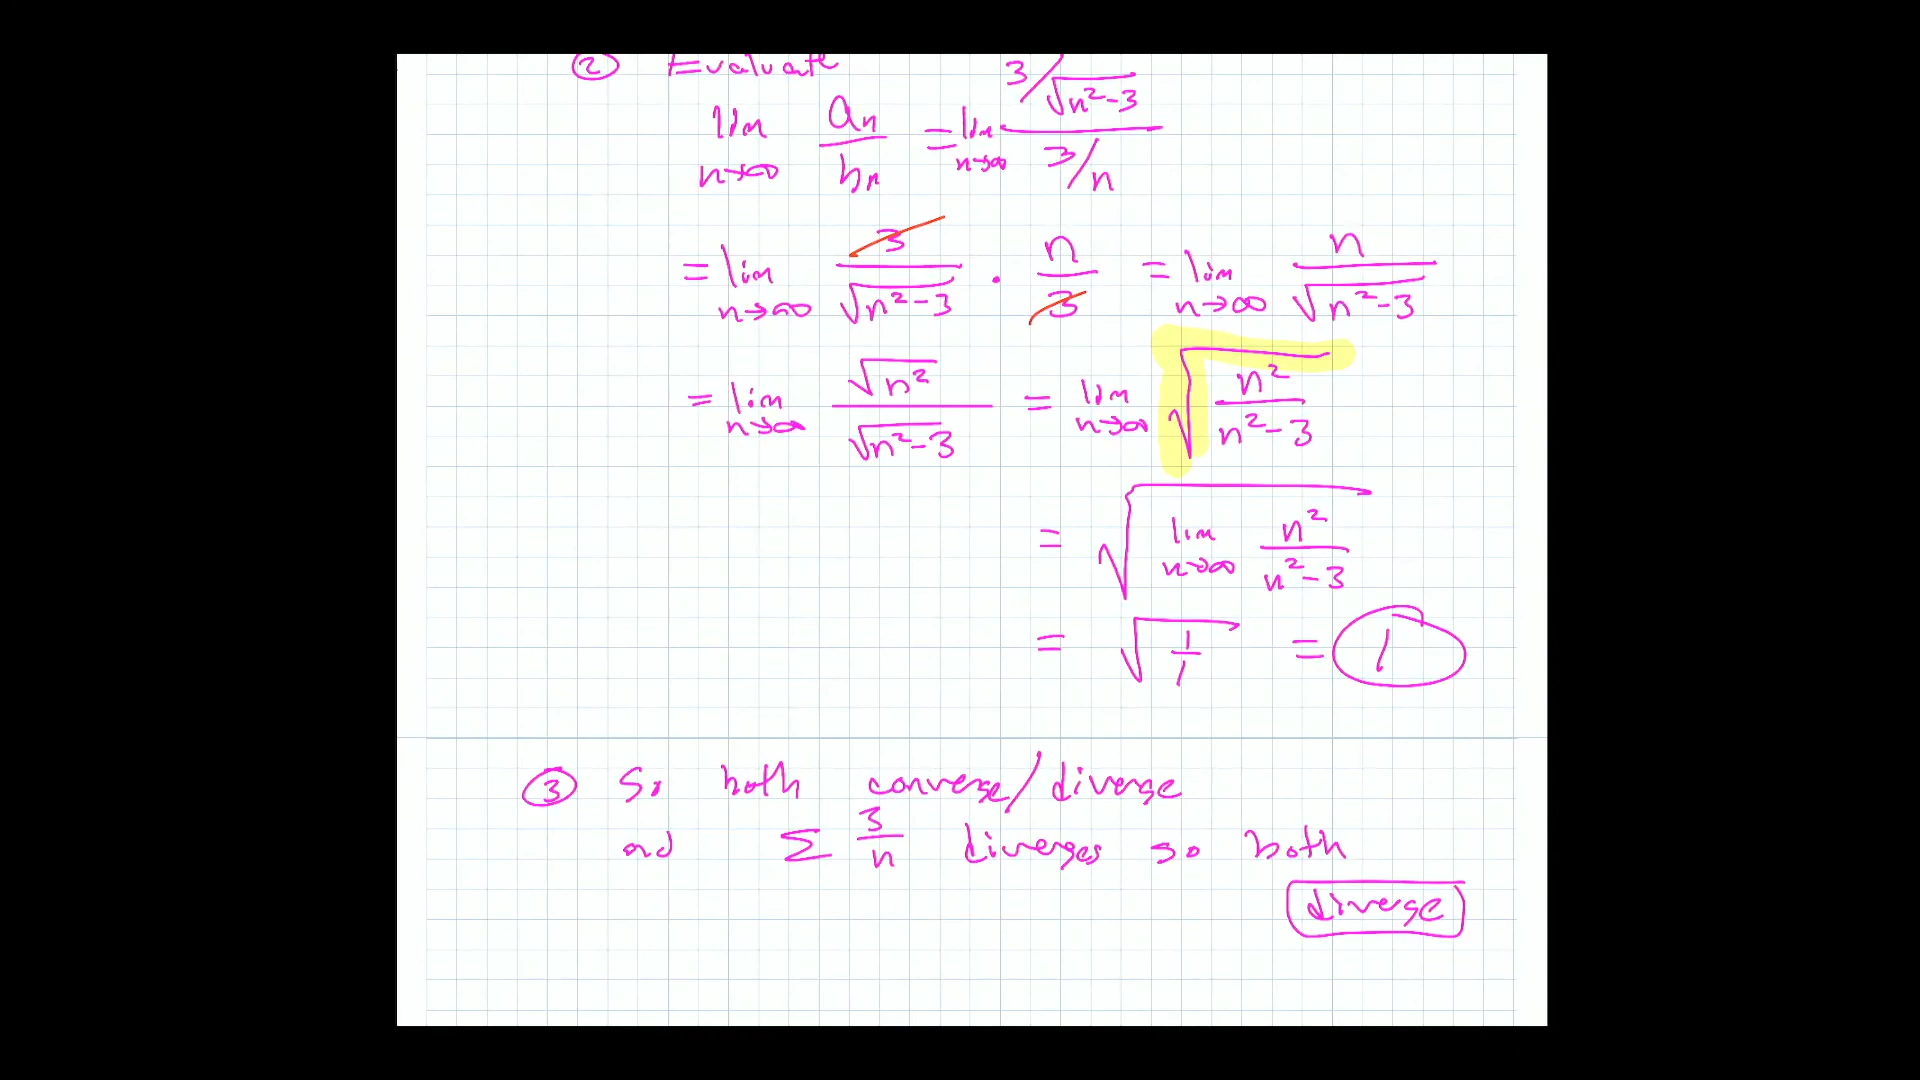 ② Evaluate
lim n→∞ aₙ/bₙ = lim n→∞ (3/√(n²-3))/(3/n)
= lim n→∞ 3/√(n²-3) · n/3 = lim n→∞ n/√(n²-3)
= lim n→∞ √(n²)/√(n²-3) = lim n→∞ √(n²/(n²-3))
= √(lim n→∞ n²/(n²-3))
= √(1/1) = 1
③ So both converge/diverge
and Σ 3/n diverges so both
diverge